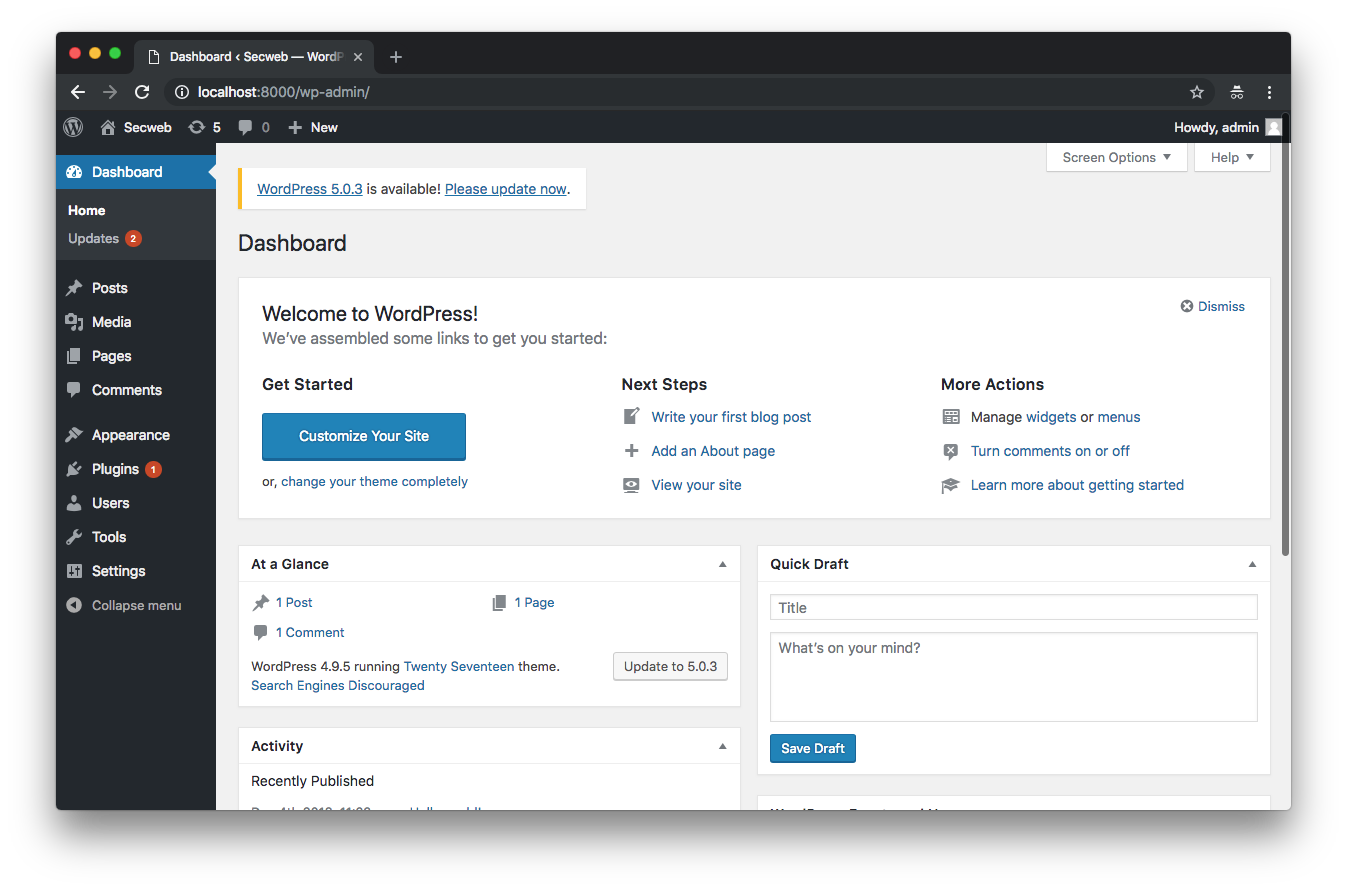 Dashboard ‹ Secweb — WordP
localhost:8000/wp-admin/
Secweb 5 0 New
Howdy, admin
Dashboard
Home
Updates 2
Posts
Media
Pages
Comments
Appearance
Plugins 1
Users
Tools
Settings
Collapse menu
Screen Options Help
WordPress 5.0.3 is available! Please update now.
Dashboard
Welcome to WordPress!
Dismiss
We’ve assembled some links to get you started:
Get Started
Customize Your Site
or, change your theme completely
Next Steps
Write your first blog post
Add an About page
View your site
More Actions
Manage widgets or menus
Turn comments on or off
Learn more about getting started
At a Glance
1 Post 1 Page
1 Comment
WordPress 4.9.5 running Twenty Seventeen theme.
Update to 5.0.3
Search Engines Discouraged
Activity
Recently Published
Quick Draft
Title
What’s on your mind?
Save Draft